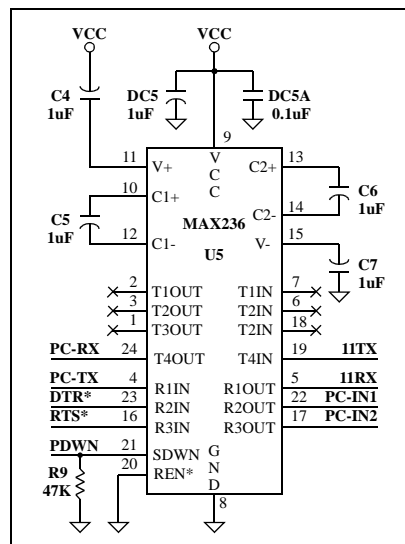 VCC
VCC
C4
1uF
DC5
1uF
DC5A
0.1uF
9
11
V+
V
C
C
C2+
13
10
C1+
C6
1uF
C5
1uF
MAX236
U5
C2-
14
12
C1-
V-
15
C7
1uF
2
T1OUT
T1IN
7
3
T2OUT
T2IN
6
1
T3OUT
T2IN
18
PC-RX
24
T4OUT
T4IN
19
11TX
PC-TX
4
R1IN
R1OUT
5
11RX
DTR*
23
R2IN
R2OUT
22
PC-IN1
RTS*
16
R3IN
R3OUT
17
PC-IN2
PDWN
21
SDWN
G
N
D
20
REN*
R9
47K
8